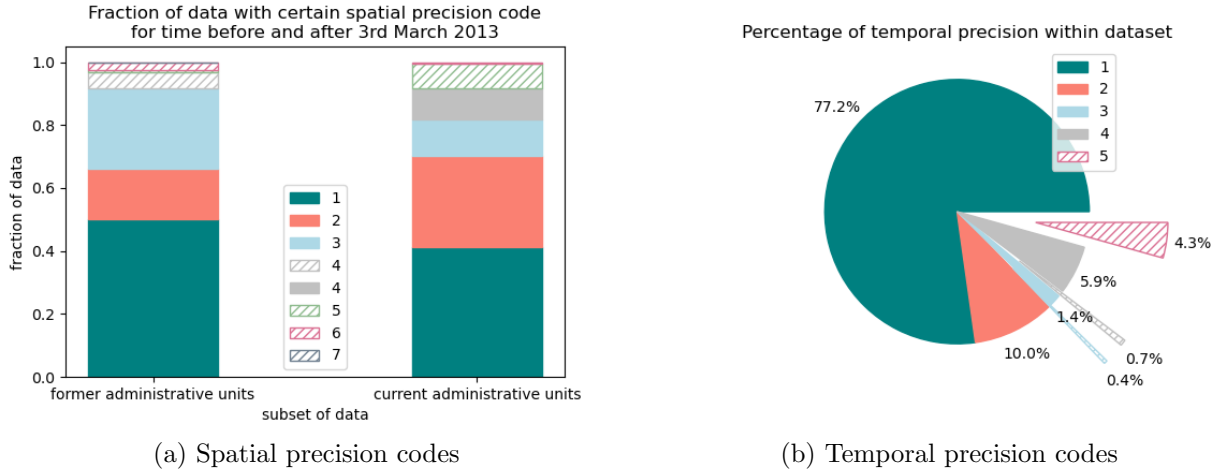 Fraction of data with certain spatial precision code
for time before and after 3rd March 2013
fraction of data
1.0
0.8
0.6
0.4
0.2
0.0
1
2
3
4
4
5
6
7
former administrative units
current administrative units
subset of data
(a) Spatial precision codes
Percentage of temporal precision within dataset
1
2
3
4
5
77.2%
10.0%
1.4%
0.4%
0.7%
5.9%
4.3%
(b) Temporal precision codes